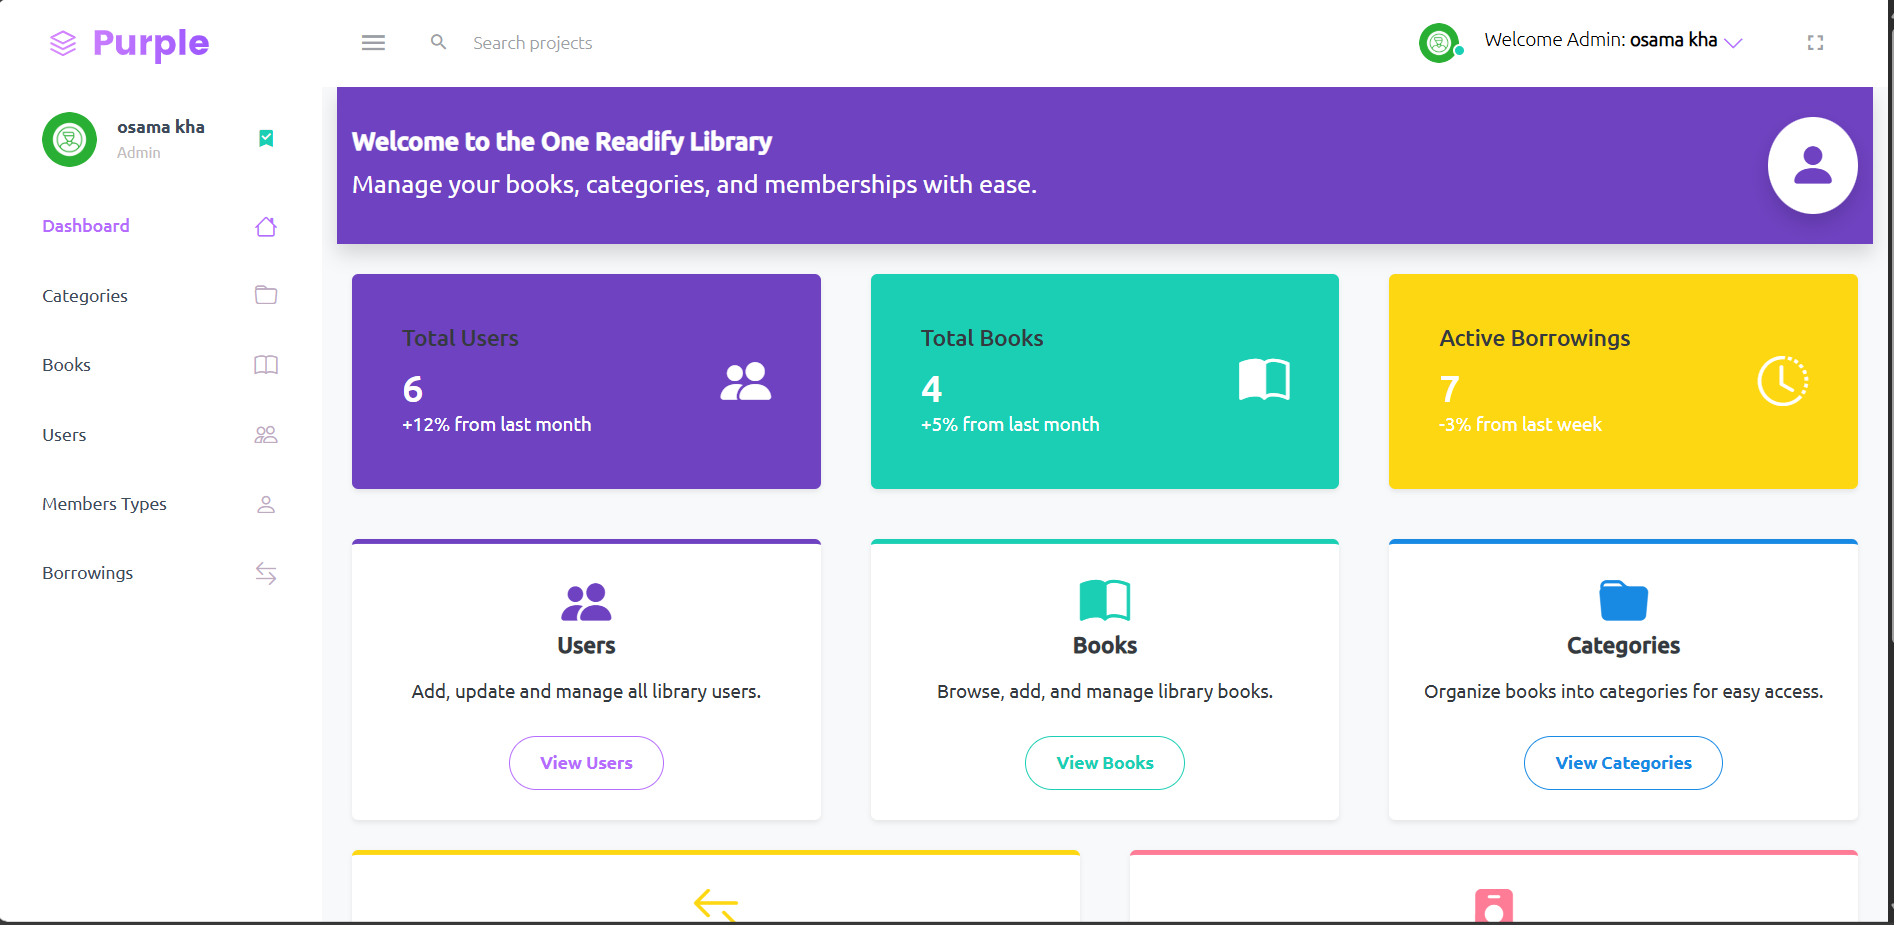 Purple
Search projects
Welcome Admin: osama kha
osama kha
Admin
Dashboard
Categories
Books
Users
Members Types
Borrowings
Welcome to the One Readify Library
Manage your books, categories, and memberships with ease.
Total Users
6
+12% from last month
Total Books
4
+5% from last month
Active Borrowings
7
-3% from last week
Users
Add, update and manage all library users.
View Users
Books
Browse, add, and manage library books.
View Books
Categories
Organize books into categories for easy access.
View Categories